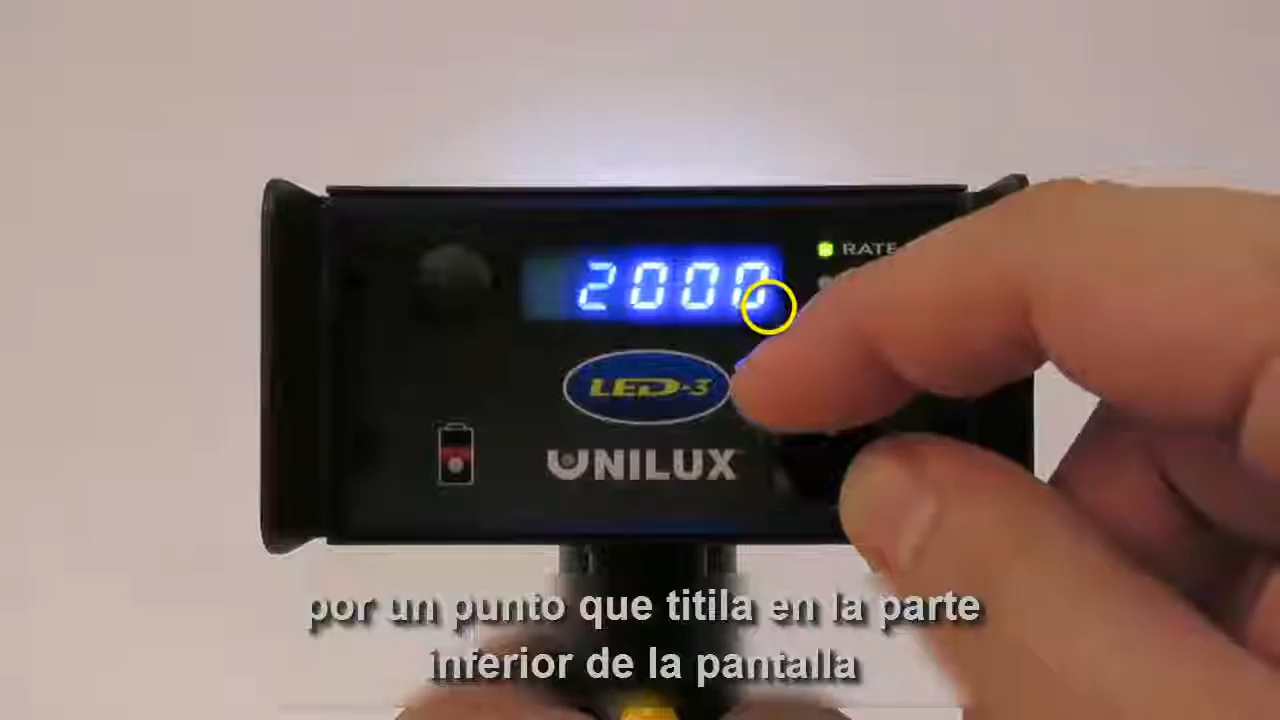 2000
RATE
LED-3
UNILUX
por un punto que titila en la parte
inferior de la pantalla